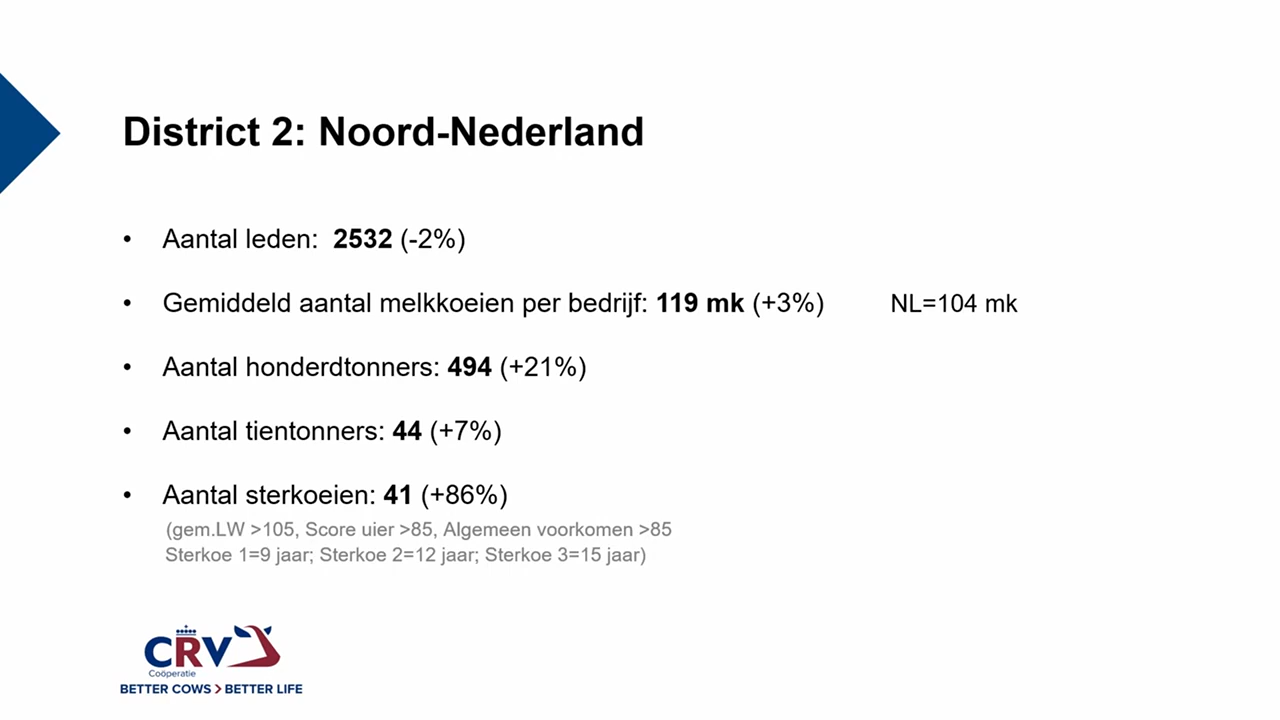 District 2: Noord-Nederland
• Aantal leden: 2532 (-2%)
• Gemiddeld aantal melkkoeien per bedrijf: 119 mk (+3%) NL=104 mk
• Aantal honderdtonners: 494 (+21%)
• Aantal tientonners: 44 (+7%)
• Aantal sterkoeien: 41 (+86%)
(gem.LW >105, Score uier >85, Algemeen voorkomen >85
Sterkoe 1=9 jaar; Sterkoe 2=12 jaar; Sterkoe 3=15 jaar)
CRV
Coöperatie
BETTER COWS > BETTER LIFE